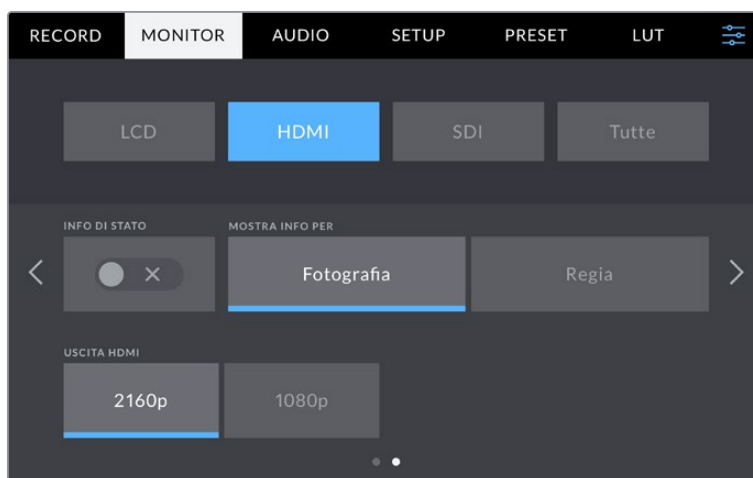 RECORD MONITOR AUDIO SETUP PRESET LUT
LCD HDMI SDI Tutte
INFO DI STATO MOSTRA INFO PER
Fotografia Regia
USCITA HDMI
2160p 1080p